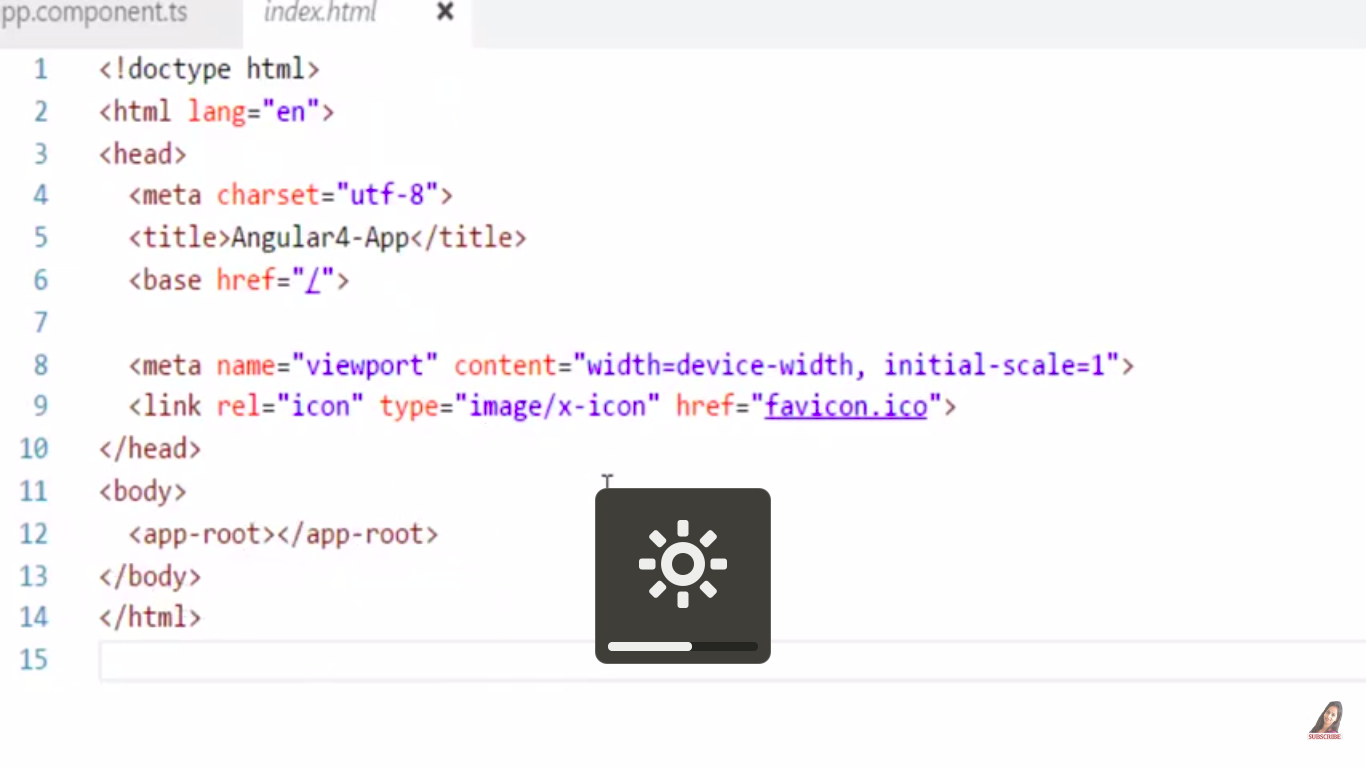 pp.component.ts index.html
1 <!doctype html>
2 <html lang="en">
3 <head>
4 <meta charset="utf-8">
5 <title>Angular4-App</title>
6 <base href="/">
7
8 <meta name="viewport" content="width=device-width, initial-scale=1">
9 <link rel="icon" type="image/x-icon" href="favicon.ico">
10 </head>
11 <body>
12 <app-root></app-root>
13 </body>
14 </html>
15
SUBSCRIBE